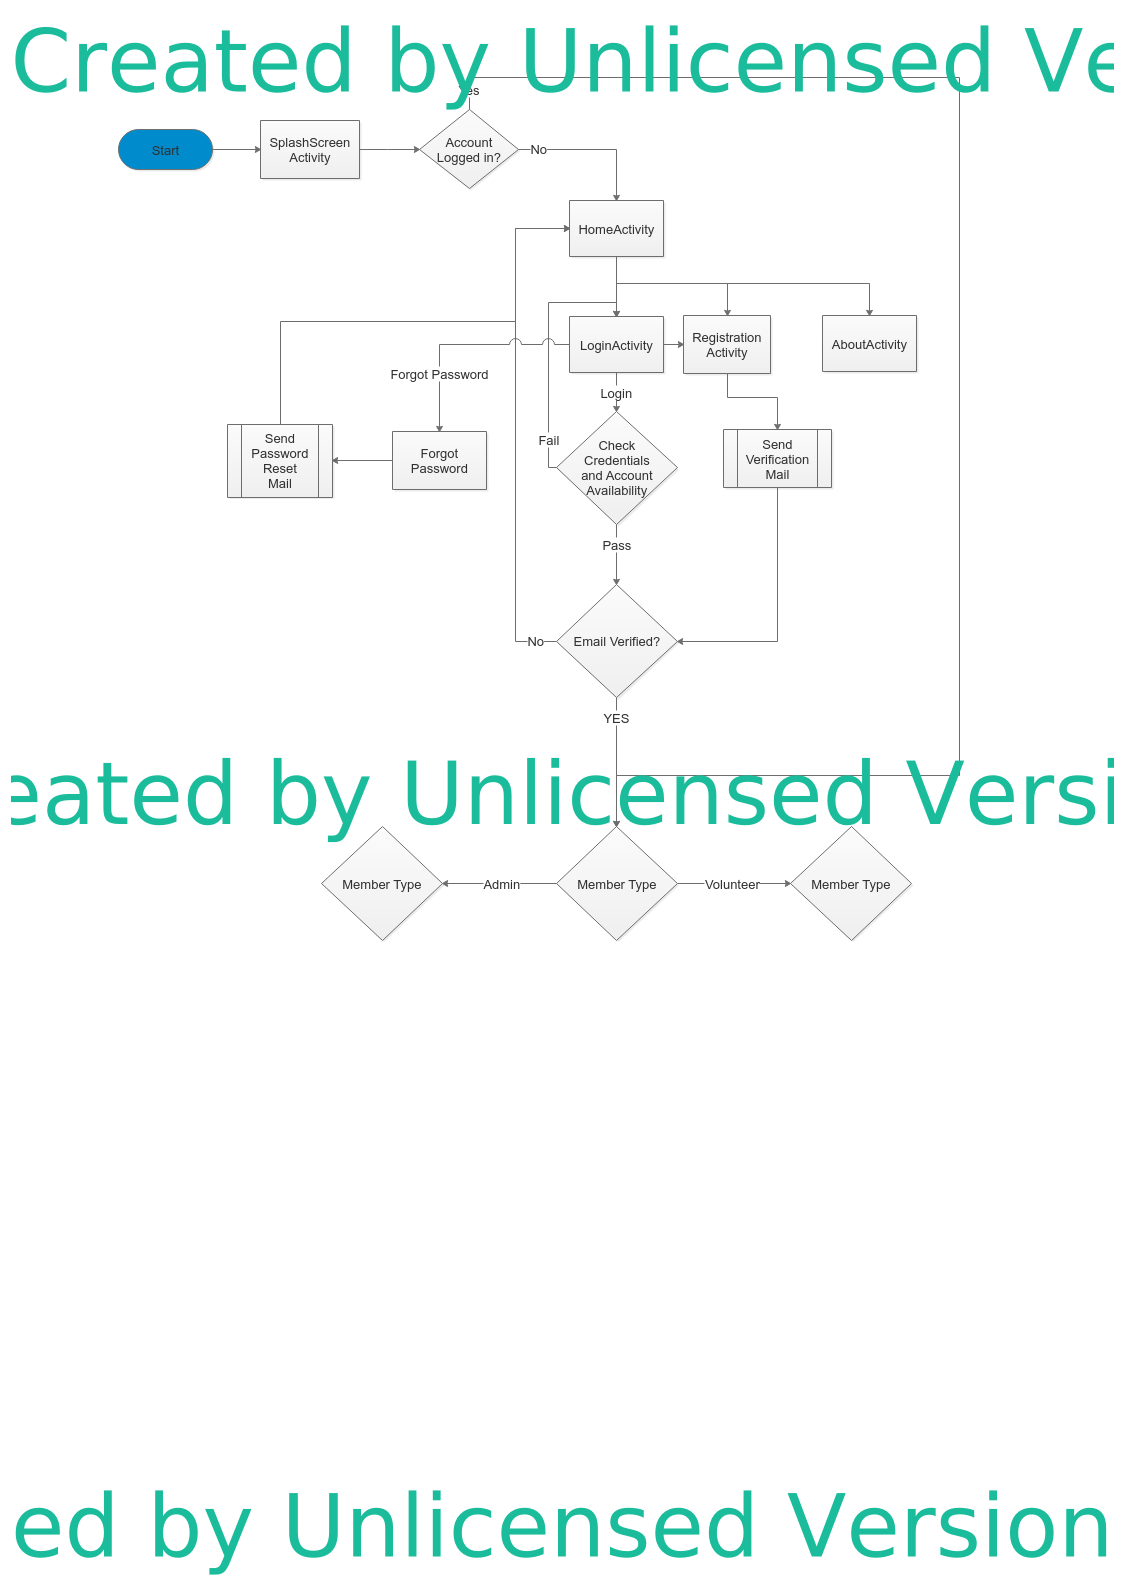 Created by Unlicensed Ve
Yes
Start
SplashScreen
Activity
Account
Logged in?
No
HomeActivity
LoginActivity
Registration
Activity
AboutActivity
Forgot Password
Login
Send
Password
Reset
Mail
Forgot
Password
Fail
Check
Credentials
and Account
Availability
Send
Verification
Mail
Pass
No
Email Verified?
YES
eated by Unlicensed Versi
Member Type
Admin
Member Type
Volunteer
Member Type
ed by Unlicensed Version